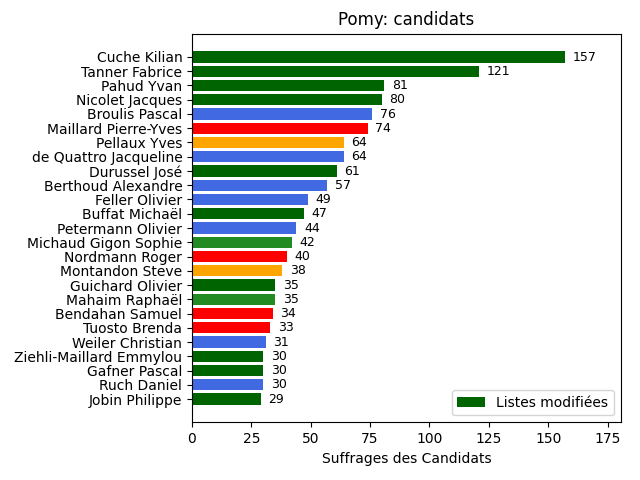 Pomy: candidats
Cuche Kilian 157
Tanner Fabrice 121
Pahud Yvan 81
Nicolet Jacques 80
Broulis Pascal 76
Maillard Pierre-Yves 74
Pellaux Yves 64
de Quattro Jacqueline 64
Durussel José 61
Berthoud Alexandre 57
Feller Olivier 49
Buffat Michaël 47
Petermann Olivier 44
Michaud Gigon Sophie 42
Nordmann Roger 40
Montandon Steve 38
Guichard Olivier 35
Mahaim Raphaël 35
Bendahan Samuel 34
Tuosto Brenda 33
Weiler Christian 31
Ziehli-Maillard Emmylou 30
Gafner Pascal 30
Ruch Daniel 30
Jobin Philippe 29
Listes modifiées
0 25 50 75 100 125 150 175
Suffrages des Candidats